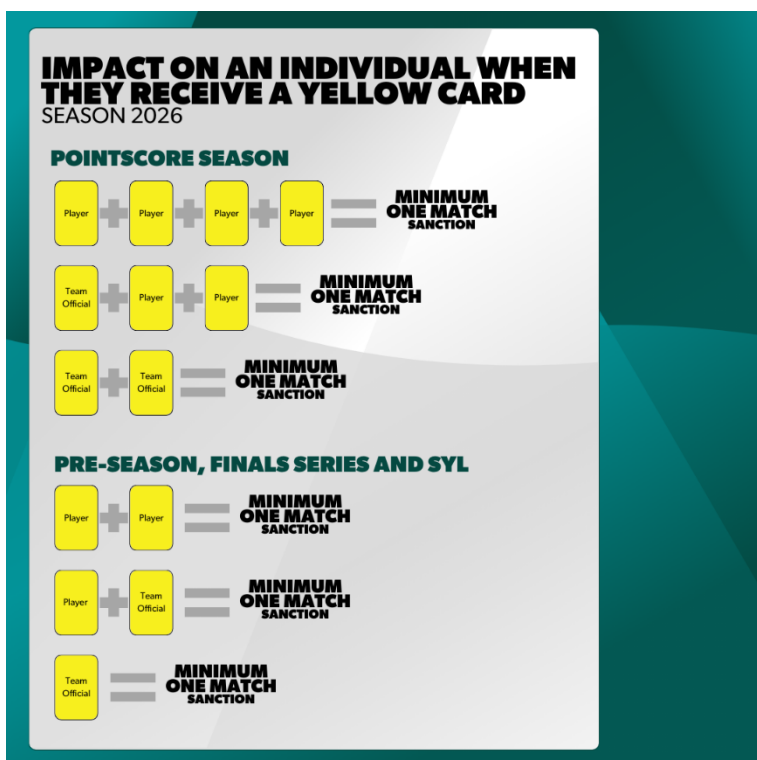 IMPACT ON AN INDIVIDUAL WHEN
THEY RECEIVE A YELLOW CARD
SEASON 2026
POINTSCORE SEASON
Player + Player + Player + Player = MINIMUM
ONE MATCH
SANCTION
Team
Official + Player + Player = MINIMUM
ONE MATCH
SANCTION
Team
Official + Team
Official = MINIMUM
ONE MATCH
SANCTION
PRE-SEASON, FINALS SERIES AND SYL
Player + Player = MINIMUM
ONE MATCH
SANCTION
Player + Team
Official = MINIMUM
ONE MATCH
SANCTION
Team
Official = MINIMUM
ONE MATCH
SANCTION